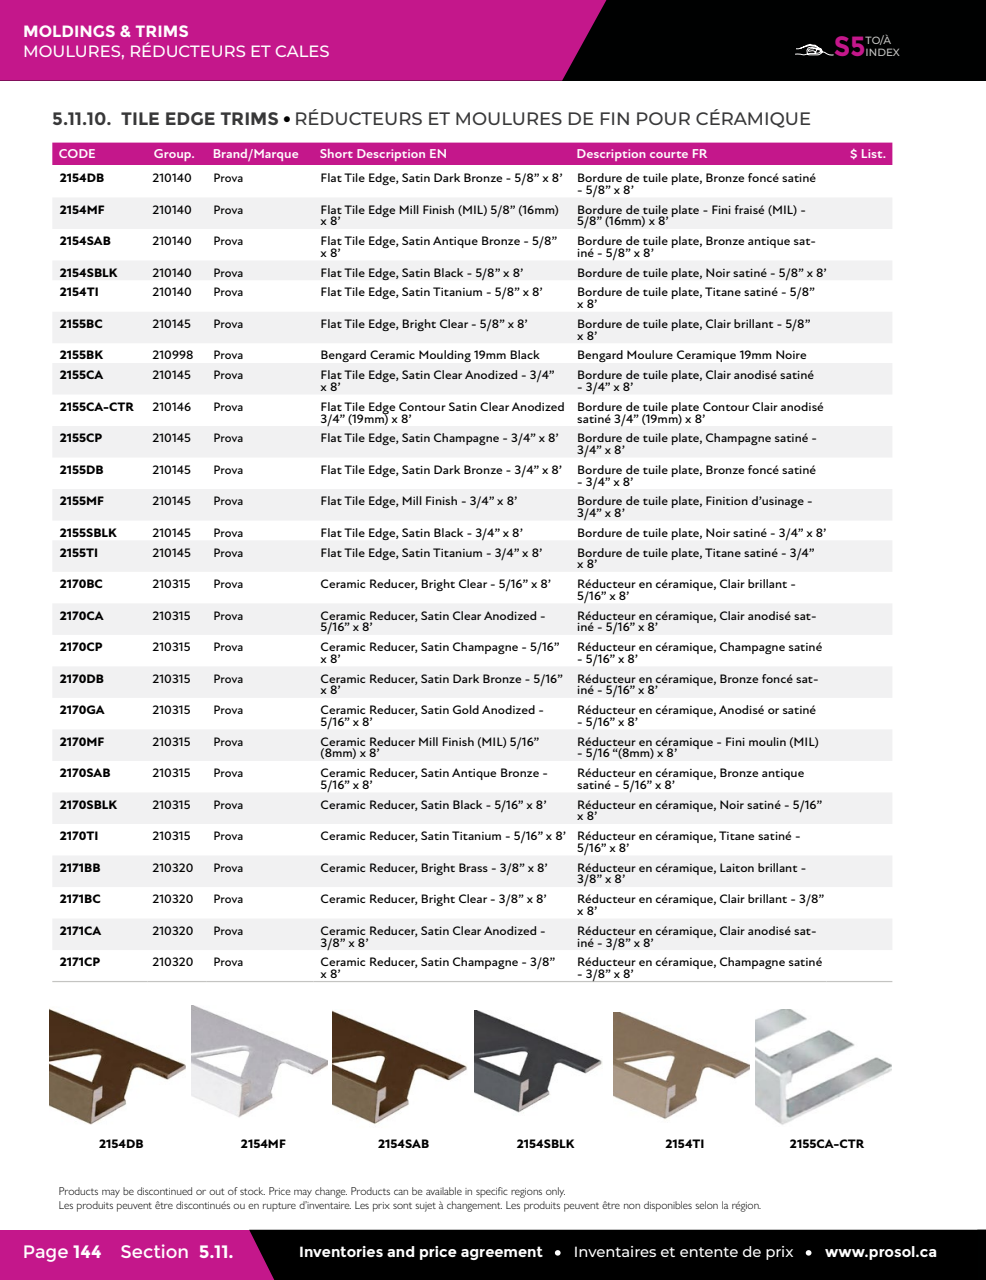 MOLDINGS & TRIMS
MOULURES, RÉDUCTEURS ET CALES
S5 TO/À INDEX
5.11.10. TILE EDGE TRIMS • RÉDUCTEURS ET MOULURES DE FIN POUR CÉRAMIQUE
CODE Group. Brand/Marque Short Description EN Description courte FR $ List.
2154DB 210140 Prova Flat Tile Edge, Satin Dark Bronze - 5/8” x 8’ Bordure de tuile plate, Bronze foncé satiné
- 5/8” x 8’
2154MF 210140 Prova Flat Tile Edge Mill Finish (MIL) 5/8” (16mm) Bordure de tuile plate - Fini fraisé (MIL) -
x 8’ 5/8” (16mm) x 8’
2154SAB 210140 Prova Flat Tile Edge, Satin Antique Bronze - 5/8” Bordure de tuile plate, Bronze antique sat-
x 8’ iné - 5/8” x 8’
2154SBLK 210140 Prova Flat Tile Edge, Satin Black - 5/8” x 8’ Bordure de tuile plate, Noir satiné - 5/8” x 8’
2154TI 210140 Prova Flat Tile Edge, Satin Titanium - 5/8” x 8’ Bordure de tuile plate, Titane satiné - 5/8”
x 8’
2155BC 210145 Prova Flat Tile Edge, Bright Clear - 5/8” x 8’ Bordure de tuile plate, Clair brillant - 5/8”
x 8’
2155BK 210998 Prova Bengard Ceramic Moulding 19mm Black Bengard Moulure Ceramique 19mm Noire
2155CA 210145 Prova Flat Tile Edge, Satin Clear Anodized - 3/4” Bordure de tuile plate, Clair anodisé satiné
x 8’ - 3/4” x 8’
2155CA-CTR 210146 Prova Flat Tile Edge Contour Satin Clear Anodized Bordure de tuile plate Contour Clair anodisé
3/4” (19mm) x 8’ satiné 3/4” (19mm) x 8’
2155CP 210145 Prova Flat Tile Edge, Satin Champagne - 3/4” x 8’ Bordure de tuile plate, Champagne satiné -
3/4” x 8’
2155DB 210145 Prova Flat Tile Edge, Satin Dark Bronze - 3/4” x 8’ Bordure de tuile plate, Bronze foncé satiné
- 3/4” x 8’
2155MF 210145 Prova Flat Tile Edge, Mill Finish - 3/4” x 8’ Bordure de tuile plate, Finition d’usinage -
3/4” x 8’
2155SBLK 210145 Prova Flat Tile Edge, Satin Black - 3/4” x 8’ Bordure de tuile plate, Noir satiné - 3/4” x 8’
2155TI 210145 Prova Flat Tile Edge, Satin Titanium - 3/4” x 8’ Bordure de tuile plate, Titane satiné - 3/4”
x 8’
2170BC 210315 Prova Ceramic Reducer, Bright Clear - 5/16” x 8’ Réducteur en céramique, Clair brillant -
5/16” x 8’
2170CA 210315 Prova Ceramic Reducer, Satin Clear Anodized - Réducteur en céramique, Clair anodisé sat-
5/16” x 8’ iné - 5/16” x 8’
2170CP 210315 Prova Ceramic Reducer, Satin Champagne - 5/16” Réducteur en céramique, Champagne satiné
x 8’ - 5/16” x 8’
2170DB 210315 Prova Ceramic Reducer, Satin Dark Bronze - 5/16” Réducteur en céramique, Bronze foncé sat-
x 8’ iné - 5/16” x 8’
2170GA 210315 Prova Ceramic Reducer, Satin Gold Anodized - Réducteur en céramique, Anodisé or satiné
5/16” x 8’ - 5/16” x 8’
2170MF 210315 Prova Ceramic Reducer Mill Finish (MIL) 5/16” Réducteur en céramique - Fini moulin (MIL)
(8mm) x 8’ - 5/16 “(8mm) x 8’
2170SAB 210315 Prova Ceramic Reducer, Satin Antique Bronze - Réducteur en céramique, Bronze antique
5/16” x 8’ satiné - 5/16” x 8’
2170SBLK 210315 Prova Ceramic Reducer, Satin Black - 5/16” x 8’ Réducteur en céramique, Noir satiné - 5/16”
x 8’
2170TI 210315 Prova Ceramic Reducer, Satin Titanium - 5/16” x 8’ Réducteur en céramique, Titane satiné -
5/16” x 8’
2171BB 210320 Prova Ceramic Reducer, Bright Brass - 3/8” x 8’ Réducteur en céramique, Laiton brillant -
3/8” x 8’
2171BC 210320 Prova Ceramic Reducer, Bright Clear - 3/8” x 8’ Réducteur en céramique, Clair brillant - 3/8”
x 8’
2171CA 210320 Prova Ceramic Reducer, Satin Clear Anodized - Réducteur en céramique, Clair anodisé sat-
3/8” x 8’ iné - 3/8” x 8’
2171CP 210320 Prova Ceramic Reducer, Satin Champagne - 3/8” Réducteur en céramique, Champagne satiné
x 8’ - 3/8” x 8’
2154DB 2154MF 2154SAB 2154SBLK 2154TI 2155CA-CTR
Products may be discontinued or out of stock. Price may change. Products can be available in specific regions only.
Les produits peuvent être discontinués ou en rupture d’inventaire. Les prix sont sujet à changement. Les produits peuvent être non disponibles selon la région.
Page 144 Section 5.11. Inventories and price agreement • Inventaires et entente de prix • www.prosol.ca